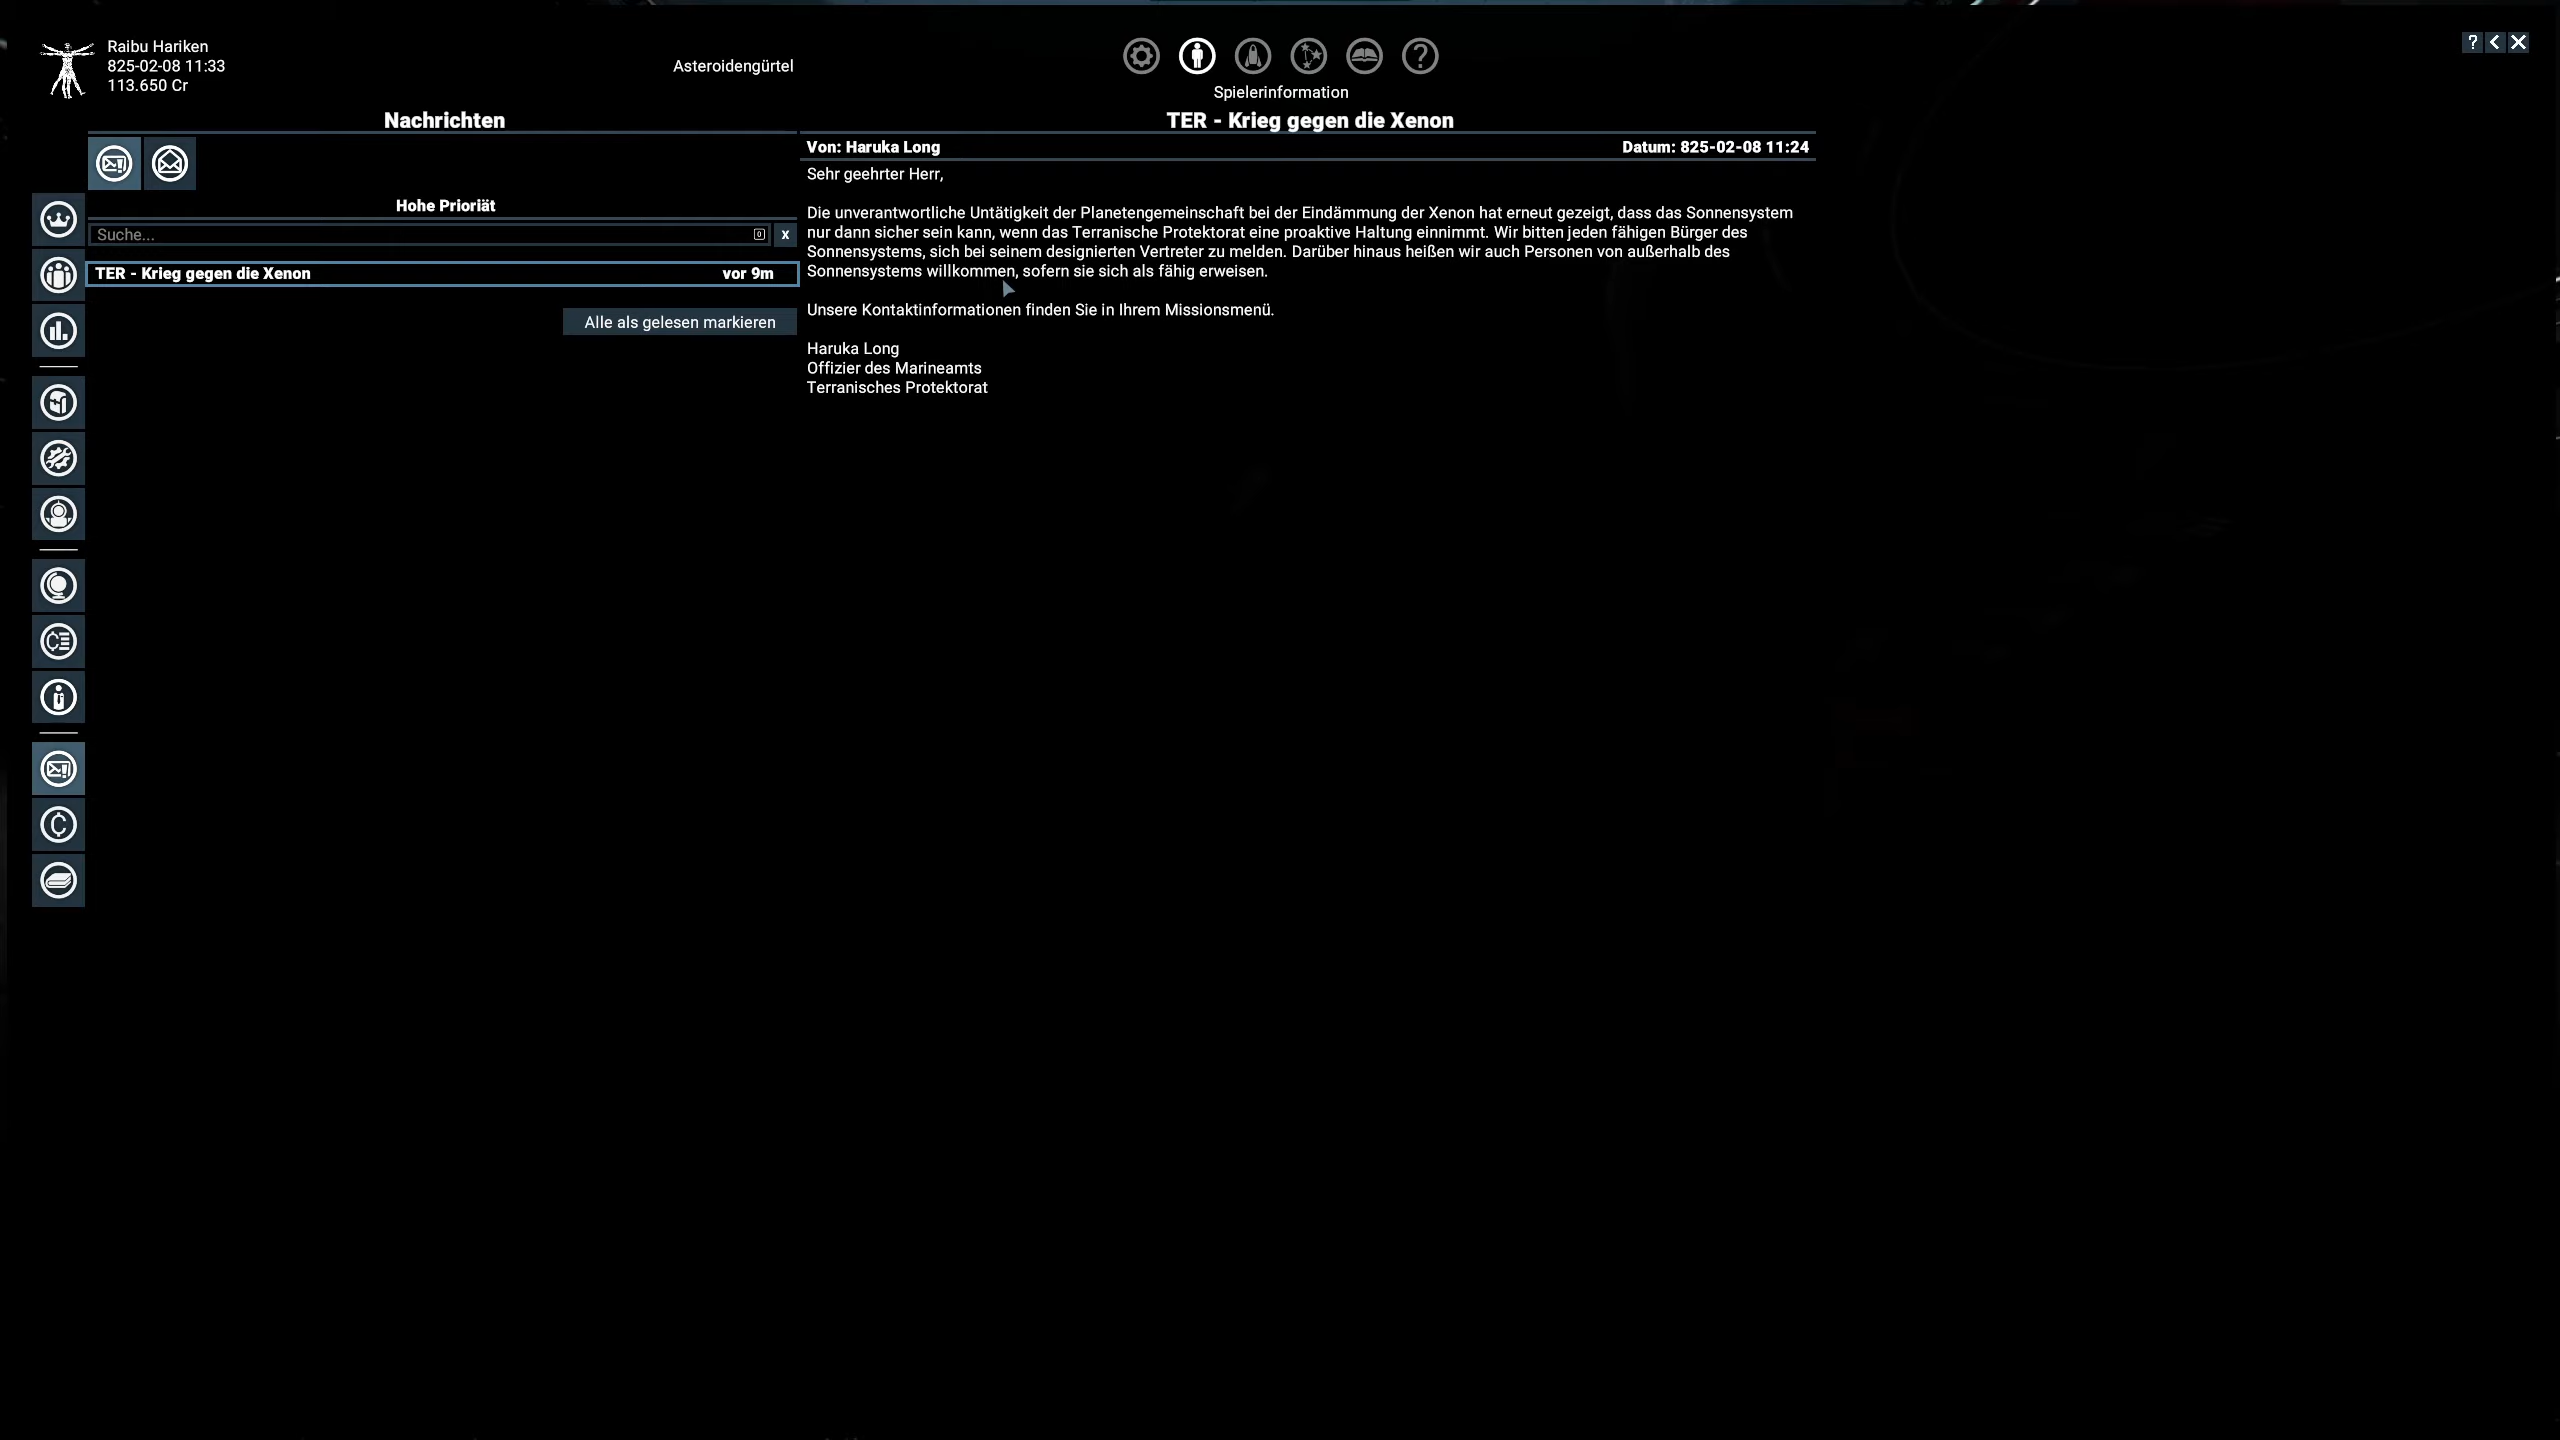 Raibu Hariken
825-02-08 11:33
113.650 Cr
Asteroidengürtel
Spielerinformation
Nachrichten
Hohe Prioriät
Suche...
TER - Krieg gegen die Xenon vor 9m
Alle als gelesen markieren
TER - Krieg gegen die Xenon
Von: Haruka Long Datum: 825-02-08 11:24
Sehr geehrter Herr,
Die unverantwortliche Untätigkeit der Planetengemeinschaft bei der Eindämmung der Xenon hat erneut gezeigt, dass das Sonnensystem
nur dann sicher sein kann, wenn das Terranische Protektorat eine proaktive Haltung einnimmt. Wir bitten jeden fähigen Bürger des
Sonnensystems, sich bei seinem designierten Vertreter zu melden. Darüber hinaus heißen wir auch Personen von außerhalb des
Sonnensystems willkommen, sofern sie sich als fähig erweisen.
Unsere Kontaktinformationen finden Sie in Ihrem Missionsmenü.
Haruka Long
Offizier des Marineamts
Terranisches Protektorat